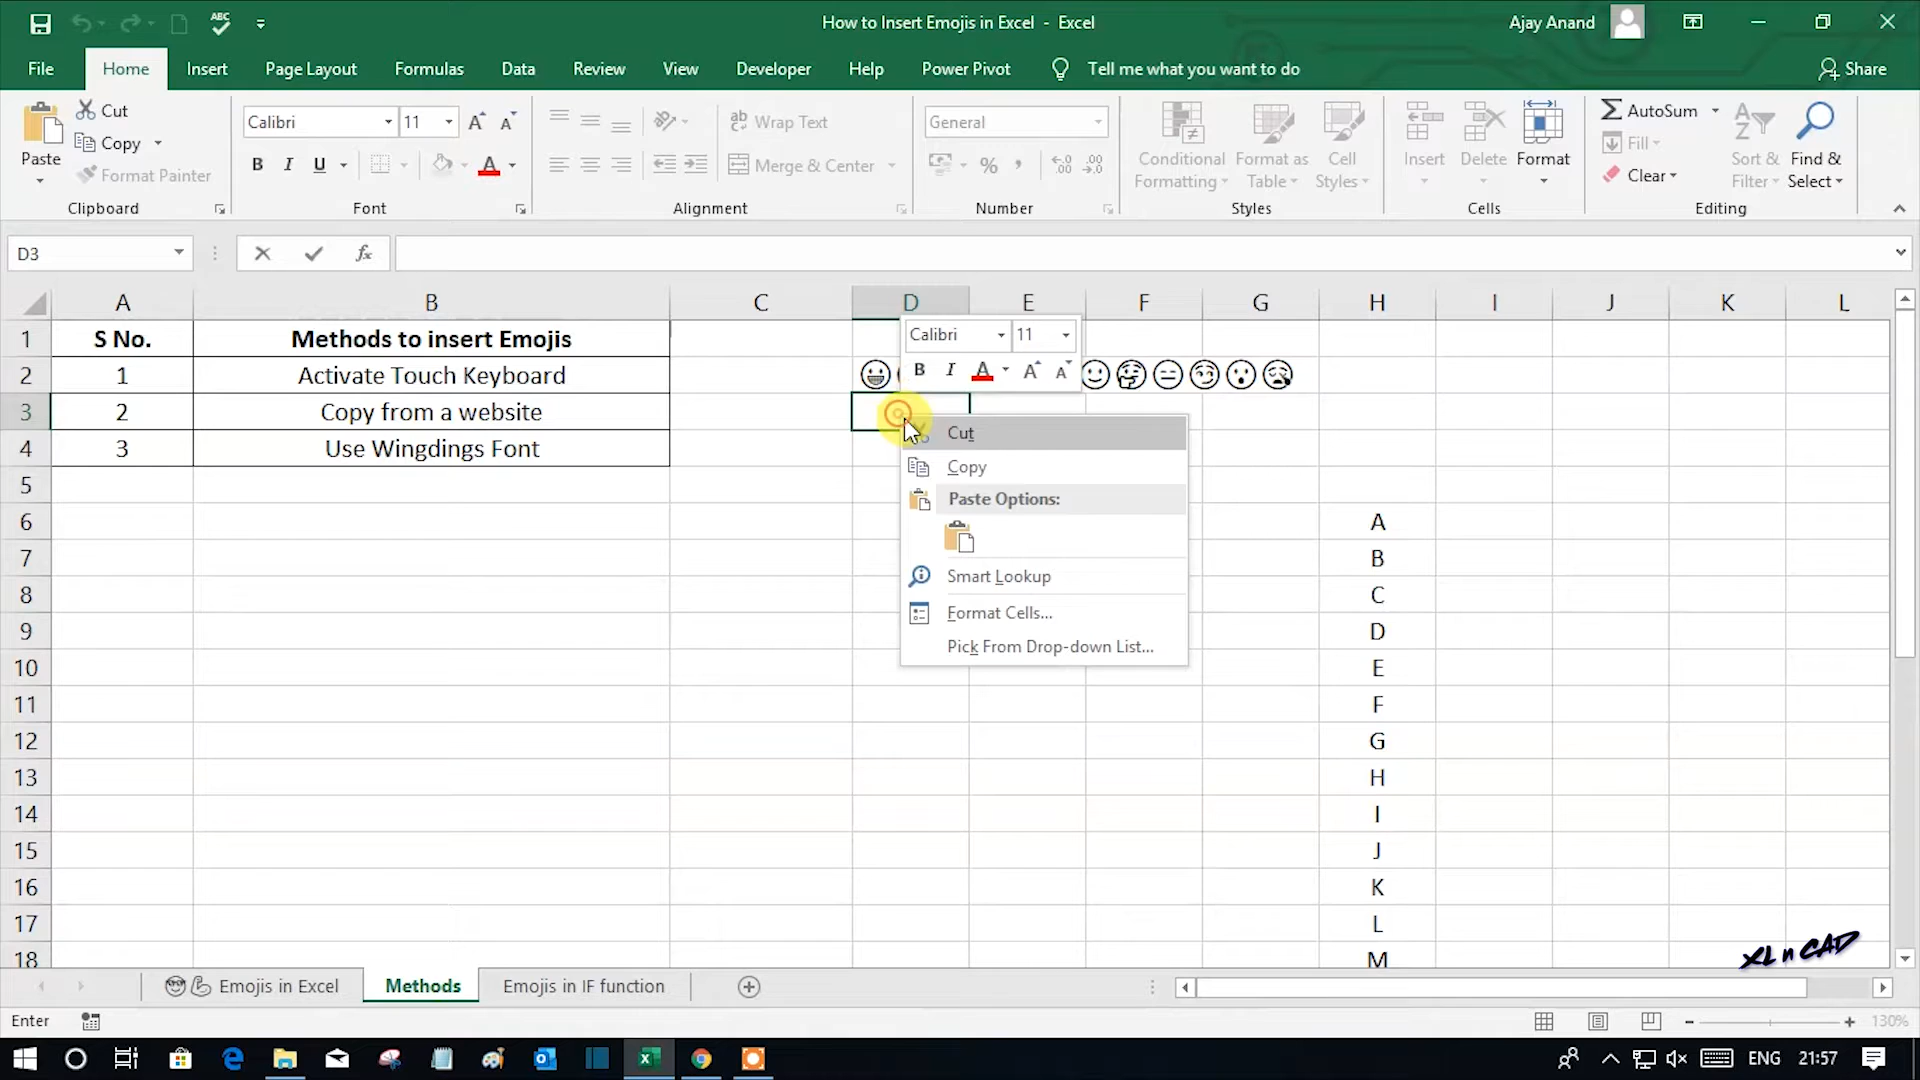 ABC
How to Insert Emojis in Excel - Excel
Ajay Anand
File Home Insert Page Layout Formulas Data Review View Developer Help Power Pivot Tell me what you want to do Share
Paste
Cut
Copy
Format Painter
Clipboard
Calibri 11
B I U A
Font
ab Wrap Text
Merge & Center
Alignment
General
%
Number
Conditional Formatting
Format as Table
Cell Styles
Styles
Insert Delete Format
Cells
AutoSum
Fill
Clear
Sort & Filter
Find & Select
Editing
D3
fx
A B C D E F G H I J K L
1 S No. Methods to insert Emojis
2 1 Activate Touch Keyboard
3 2 Copy from a website
4 3 Use Wingdings Font
5
6 A
7 B
8 C
9 D
10 E
11 F
12 G
13 H
14 I
15 J
16 K
17 L
18 M
Calibri 11
B I A
Cut
Copy
Paste Options:
Smart Lookup
Format Cells...
Pick From Drop-down List...
XL n CAD
Emojis in Excel Methods Emojis in IF function
Enter
130%
ENG 21:57